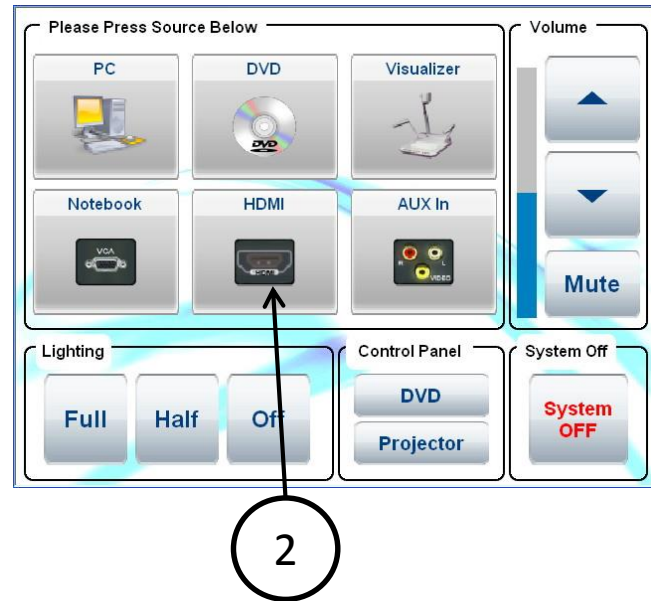 Please Press Source Below
Volume
PC
DVD
Visualizer
DVD
Notebook
HDMI
AUX In
VGA
HDMI
R
L
VIDEO
Mute
Lighting
Control Panel
System Off
Full
Half
Off
DVD
Projector
System
OFF
2